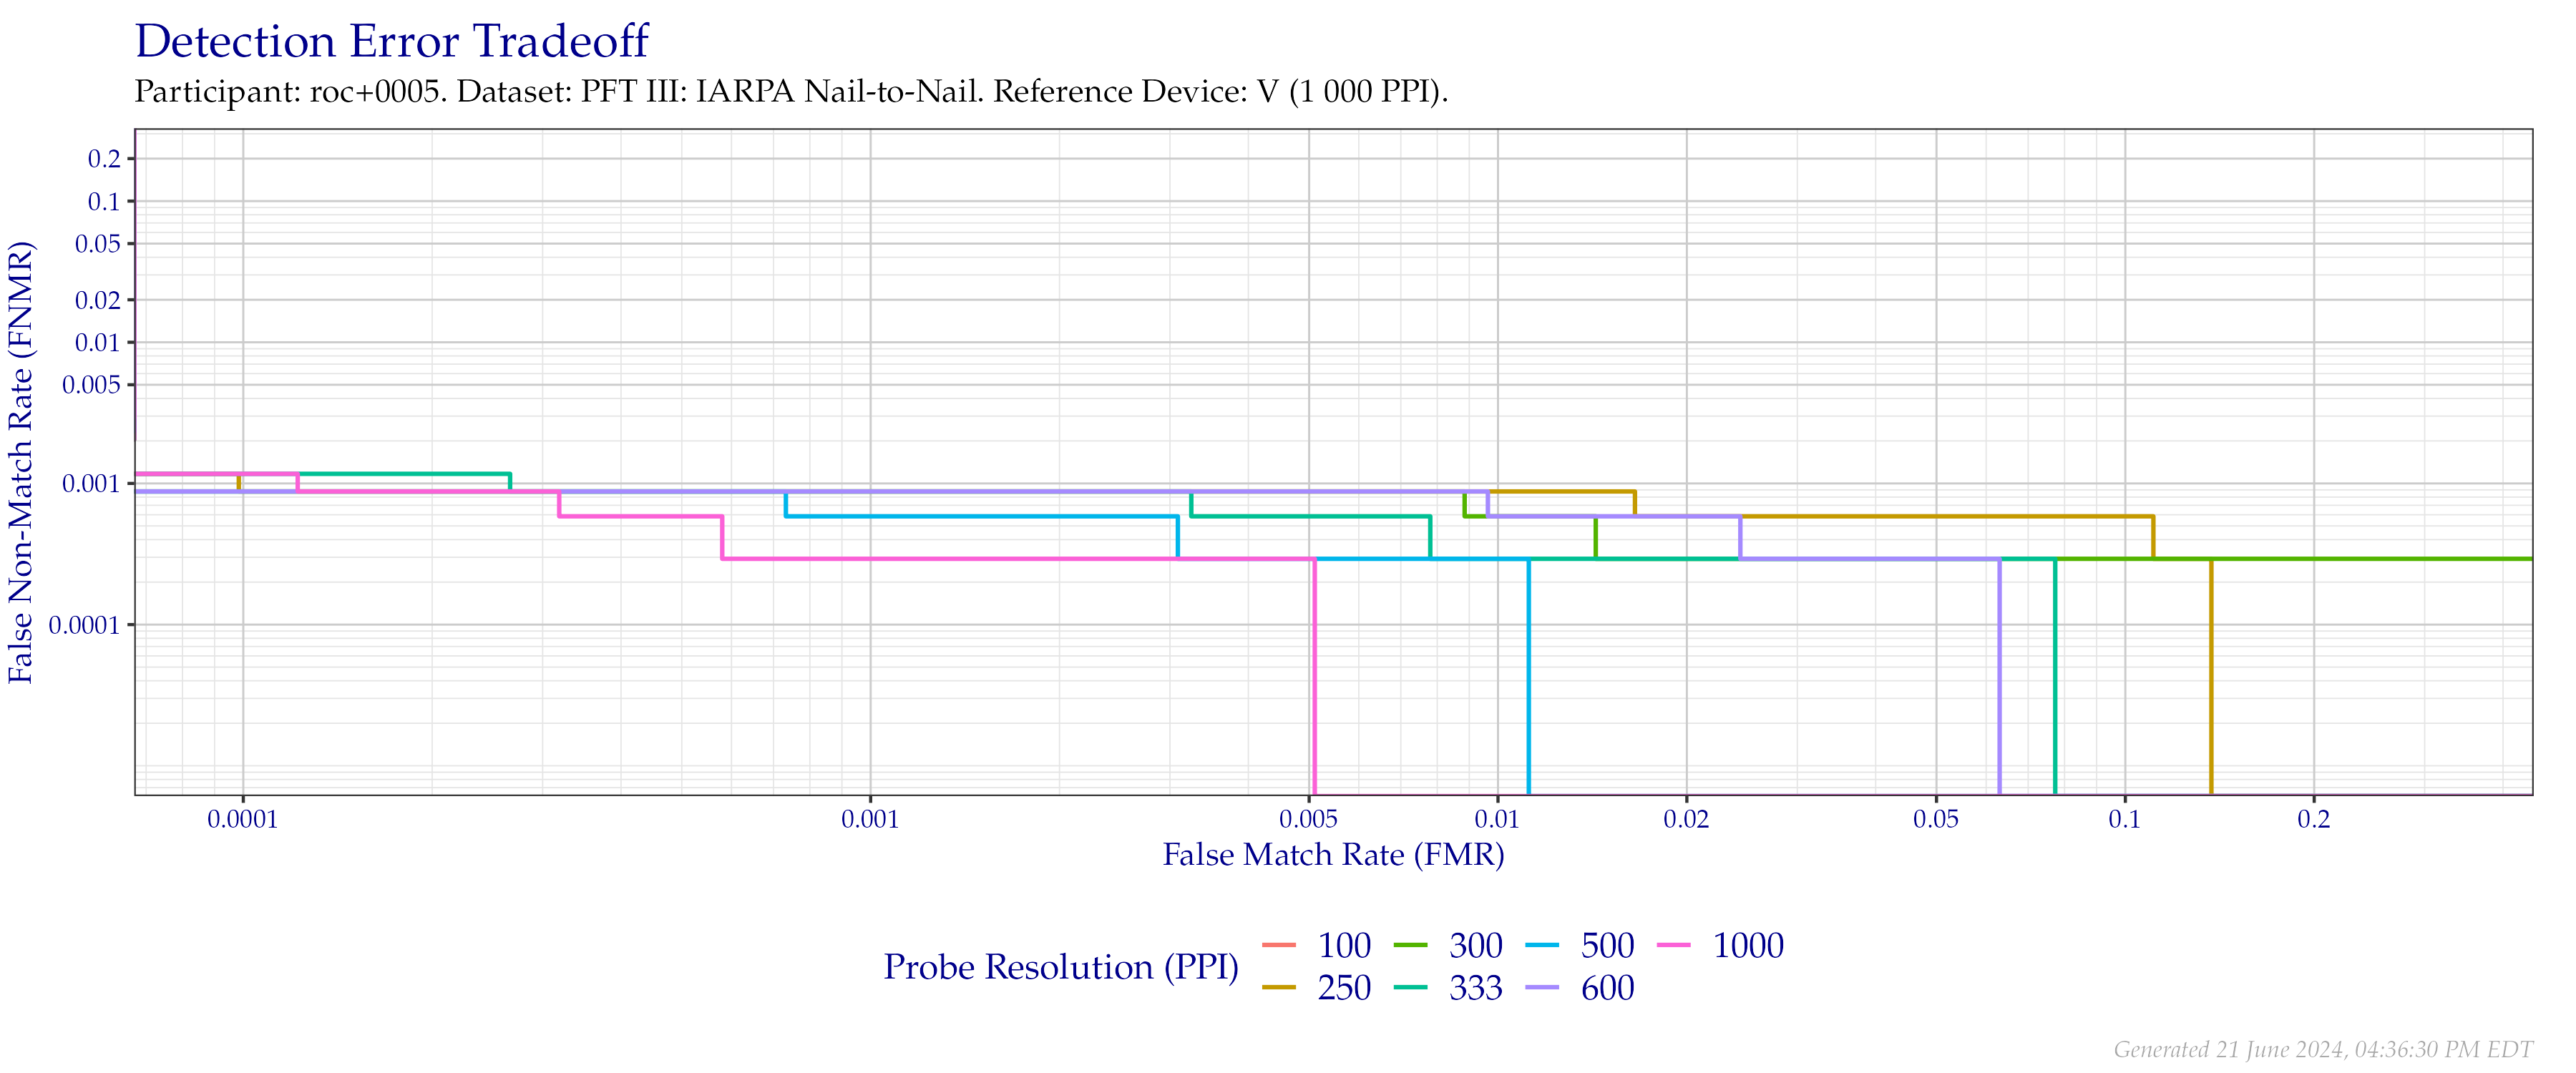 Detection Error Tradeoff
Participant: roc+0005. Dataset: PFT III: IARPA Nail-to-Nail. Reference Device: V (1 000 PPI).
False Non-Match Rate (FNMR)
0.2
0.1
0.05
0.02
0.01
0.005
0.001
0.0001
0.0001 0.001 0.005 0.01 0.02 0.05 0.1 0.2
False Match Rate (FMR)
Probe Resolution (PPI)
100 300 500 1000
250 333 600
Generated 21 June 2024, 04:36:30 PM EDT